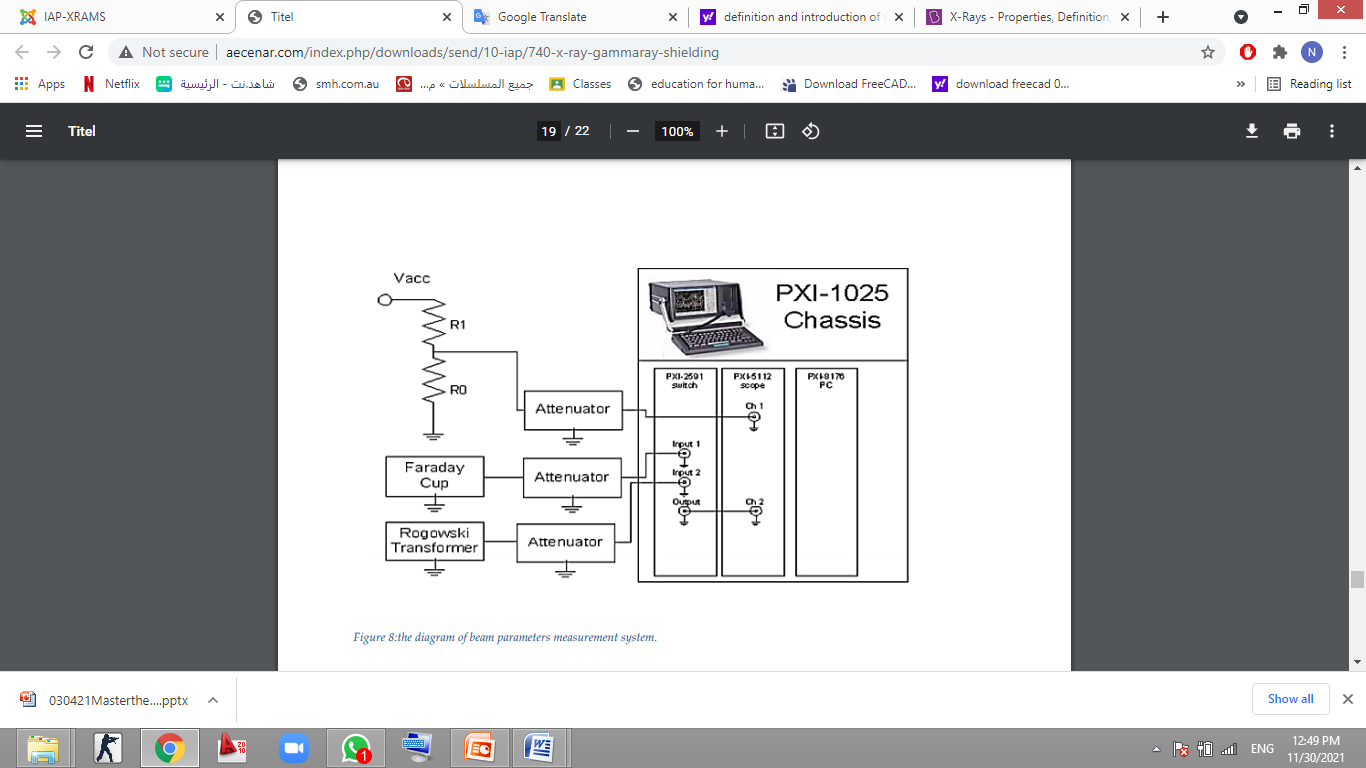 IAP-XRAMS
Titel
Google Translate
definition and introduction of
X-Rays - Properties, Definition,
Not secure
aecenar.com/index.php/downloads/send/10-iap/740-x-ray-gammaray-shielding
N
Apps
Netflix
شاهد.نت - الرئيسية
smh.com.au
جميع المسلسلات » م...
Classes
education for huma...
Download FreeCAD...
download freecad 0...
»
Reading list
Titel
19 / 22
100%
Vacc
R1
R0
Attenuator
Faraday
Cup
Attenuator
Rogowski
Transformer
Attenuator
PXI-1025
Chassis
PXI-2591
switch
PXI-5112
scope
PXI-8176
PC
Ch 1
Input 1
Input 2
Output
Ch 2
Figure 8:the diagram of beam parameters measurement system.
030421Masterthe....pptx
Show all
2010
1
ENG
12:49 PM
11/30/2021